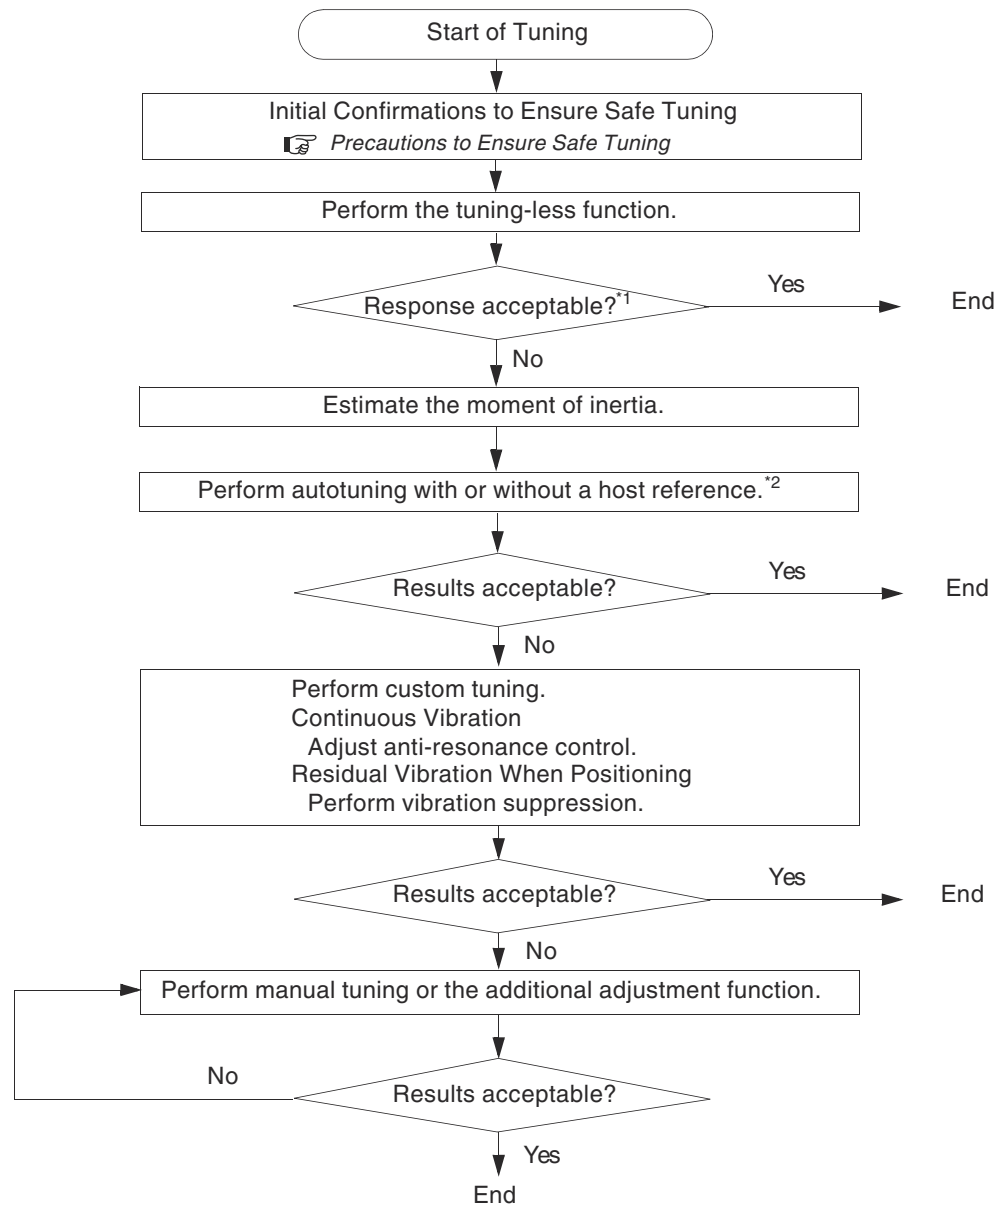 Start of Tuning
Initial Confirmations to Ensure Safe Tuning
Precautions to Ensure Safe Tuning
Perform the tuning-less function.
Response acceptable?*1
Yes
End
No
Estimate the moment of inertia.
Perform autotuning with or without a host reference.*2
Results acceptable?
Yes
End
No
Perform custom tuning.
Continuous Vibration
Adjust anti-resonance control.
Residual Vibration When Positioning
Perform vibration suppression.
Results acceptable?
Yes
End
No
Perform manual tuning or the additional adjustment function.
No
Results acceptable?
Yes
End